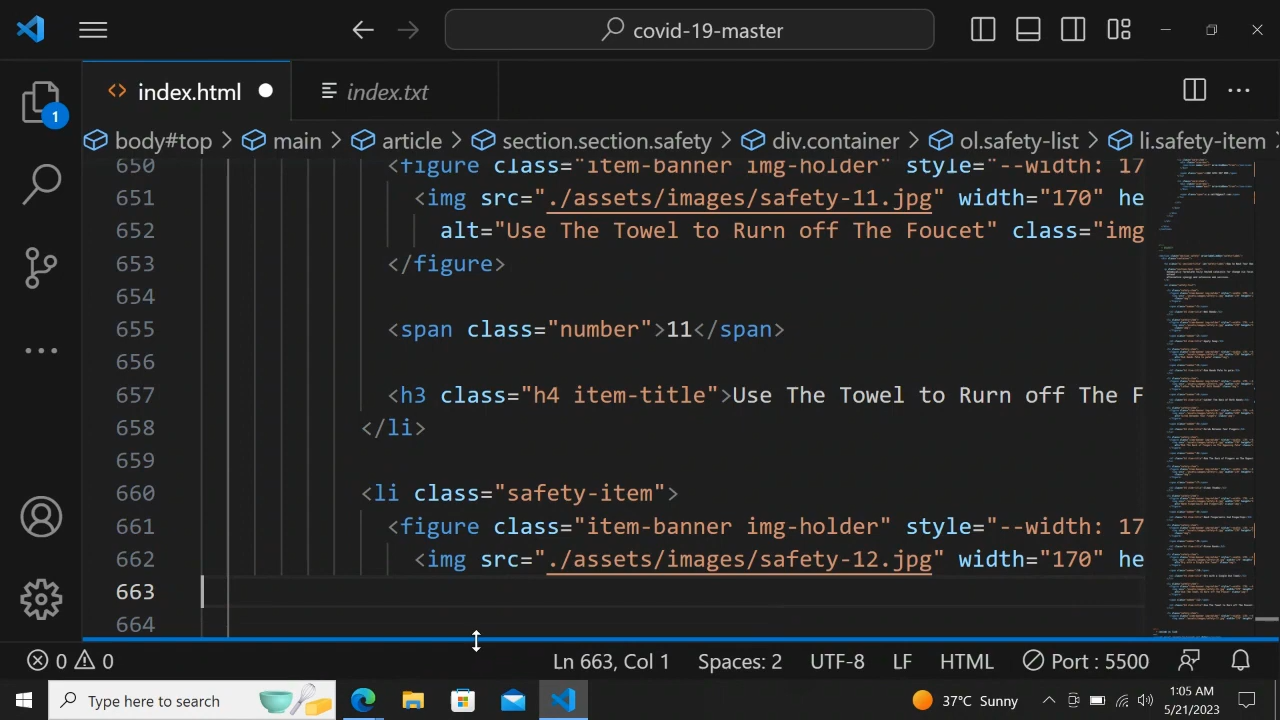 covid-19-master
index.html
index.txt
1
body#top > main > article > section.section.safety > div.container > ol.safety-list > li.safety-item
650 <figure class="item-banner img-holder" style="--width: 17
651 <img src="./assets/images/safety-11.jpg" width="170" he
652 alt="Use The Towel to Rurn off The Foucet" class="img
653 </figure>
654
655 <span class="number">11</span>
656
657 <h3 class="h4 item-title">Use The Towel to Rurn off The F
658 </li>
659
660 <li class="safety-item">
661 <figure class="item-banner img-holder" style="--width: 17
662 <img src="./assets/image/safety-12.jpg" width="170" he
663
664
0 0 Ln 663, Col 1 Spaces: 2 UTF-8 LF HTML Port : 5500
Type here to search
37°C Sunny
1:05 AM
5/21/2023